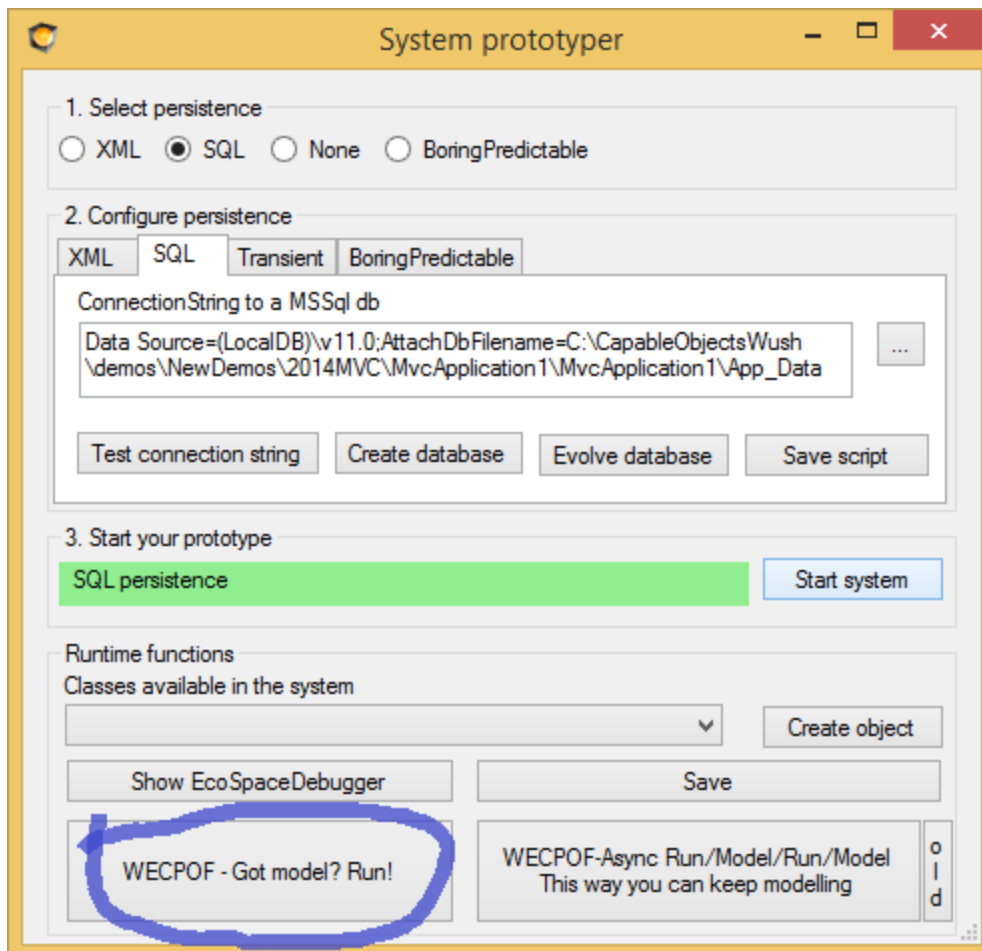 System prototyper
1. Select persistence
XML SQL None BoringPredictable
2. Configure persistence
XML SQL Transient BoringPredictable
ConnectionString to a MSSql db
Data Source=(LocalDB)\v11.0;AttachDbFilename=C:\CapableObjectsWush
\demos\NewDemos\2014MVC\MvcApplication1\MvcApplication1\App_Data
...
Test connection string Create database Evolve database Save script
3. Start your prototype
SQL persistence Start system
Runtime functions
Classes available in the system
Create object
Show EcoSpaceDebugger Save
WECPOF - Got model? Run!
WECPOF-Async Run/Model/Run/Model
This way you can keep modelling
o
l
d